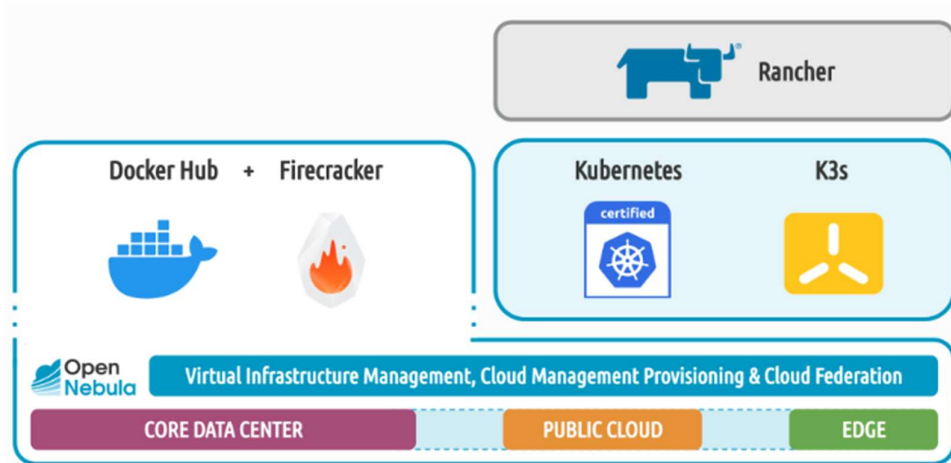 Rancher
Docker Hub + Firecracker
Kubernetes
K3s
certified
Open
Nebula
Virtual Infrastructure Management, Cloud Management Provisioning & Cloud Federation
CORE DATA CENTER
PUBLIC CLOUD
EDGE